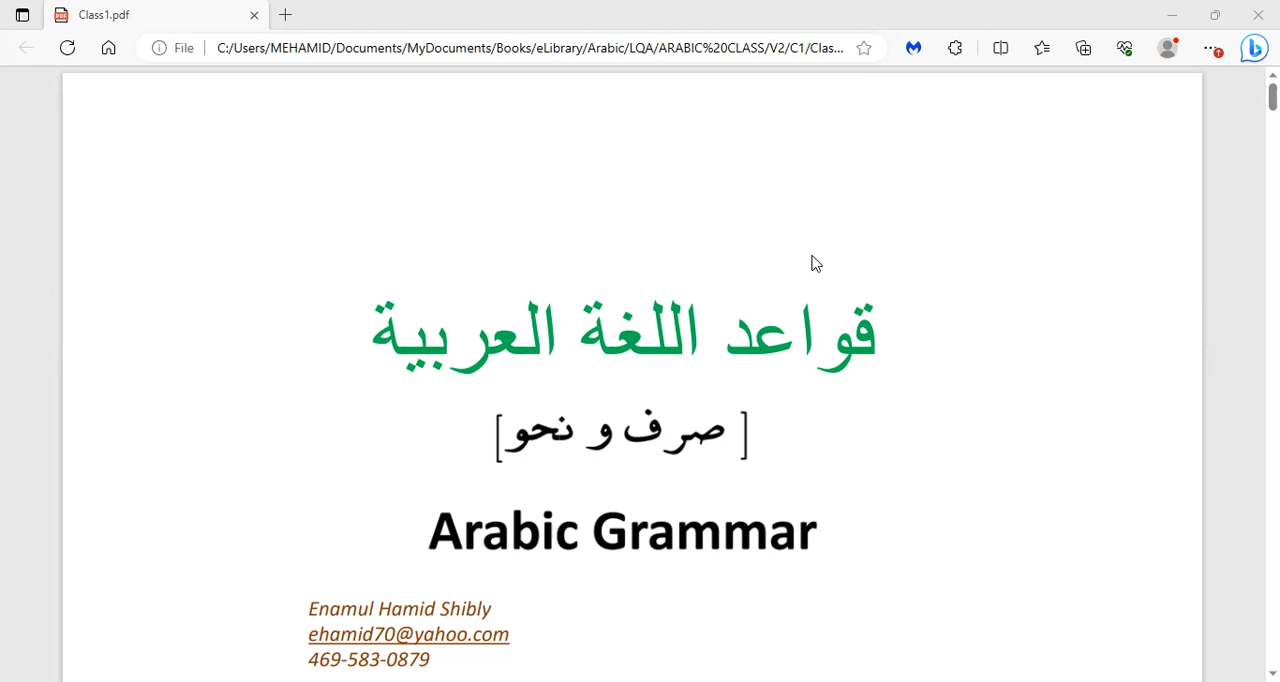 Class1.pdf
File
C:/Users/MEHAMID/Documents/MyDocuments/Books/eLibrary/Arabic/LQA/ARABIC%20CLASS/V2/C1/Clas...
قواعد اللغة العربية
[ صرف و نحو]
Arabic Grammar
Enamul Hamid Shibly
ehamid70@yahoo.com
469-583-0879